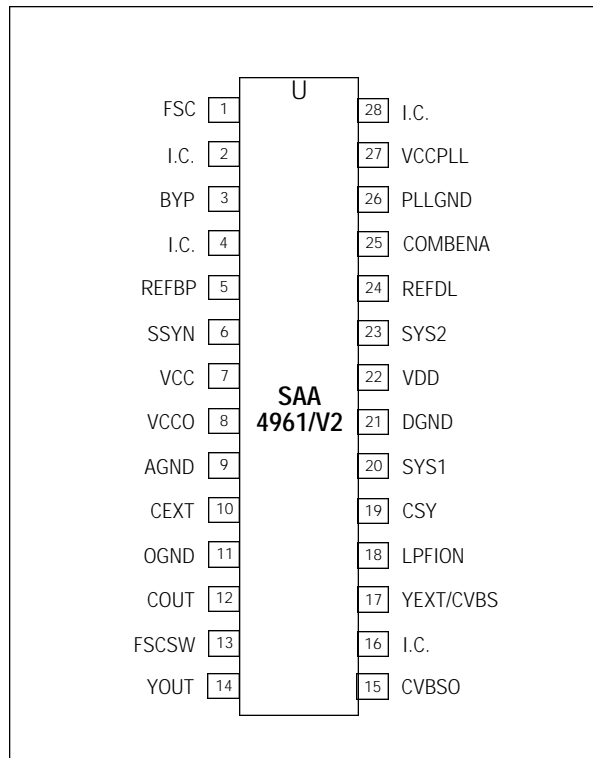 U
FSC 1 28 I.C.
I.C. 2 27 VCCPLL
BYP 3 26 PLLGND
I.C. 4 25 COMBENA
REFBP 5 24 REFDL
SSYN 6 23 SYS2
VCC 7 22 VDD
SAA
4961/V2
VCCO 8 21 DGND
AGND 9 20 SYS1
CEXT 10 19 CSY
OGND 11 18 LPFION
COUT 12 17 YEXT/CVBS
FSCSW 13 16 I.C.
YOUT 14 15 CVBSO